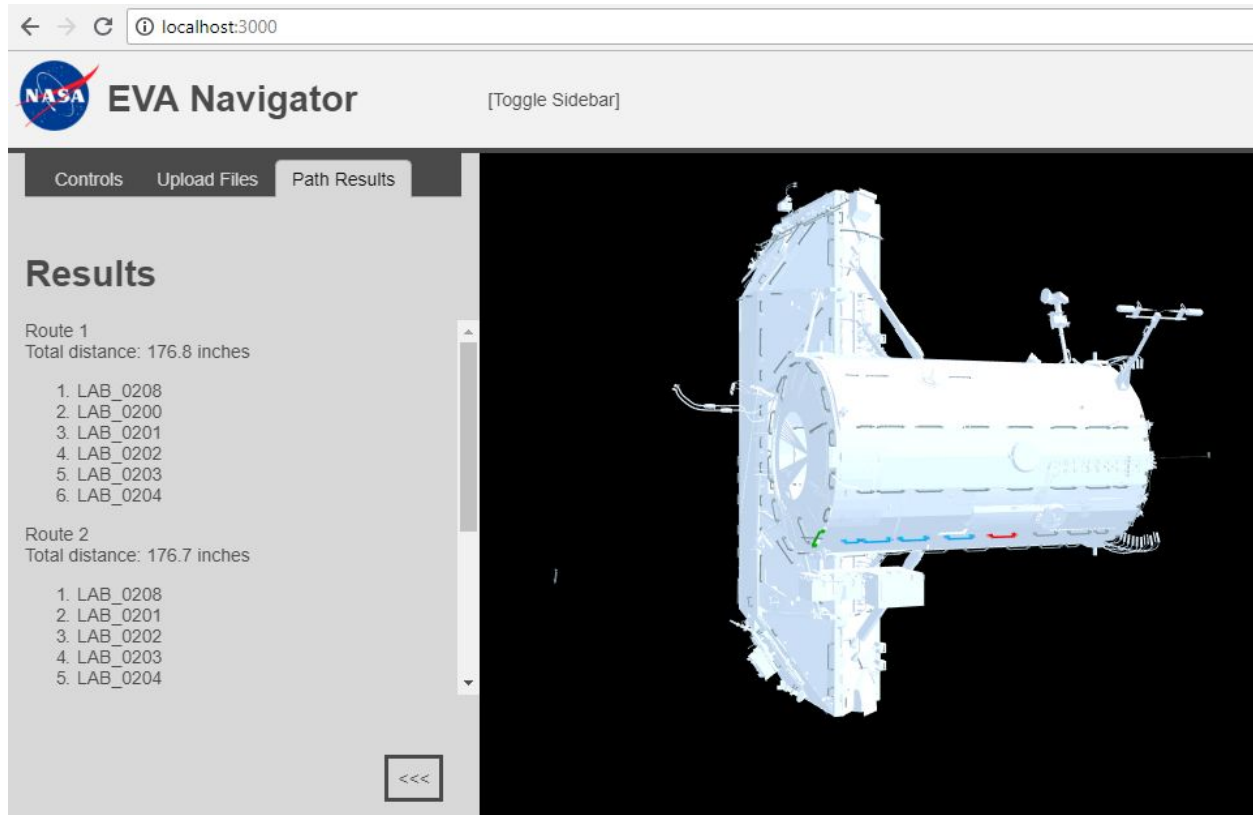 localhost:3000
NASA
EVA Navigator
[Toggle Sidebar]
Controls Upload Files Path Results
Results
Route 1
Total distance: 176.8 inches
1. LAB_0208
2. LAB_0200
3. LAB_0201
4. LAB_0202
5. LAB_0203
6. LAB_0204
Route 2
Total distance: 176.7 inches
1. LAB_0208
2. LAB_0201
3. LAB_0202
4. LAB_0203
5. LAB_0204
<<<